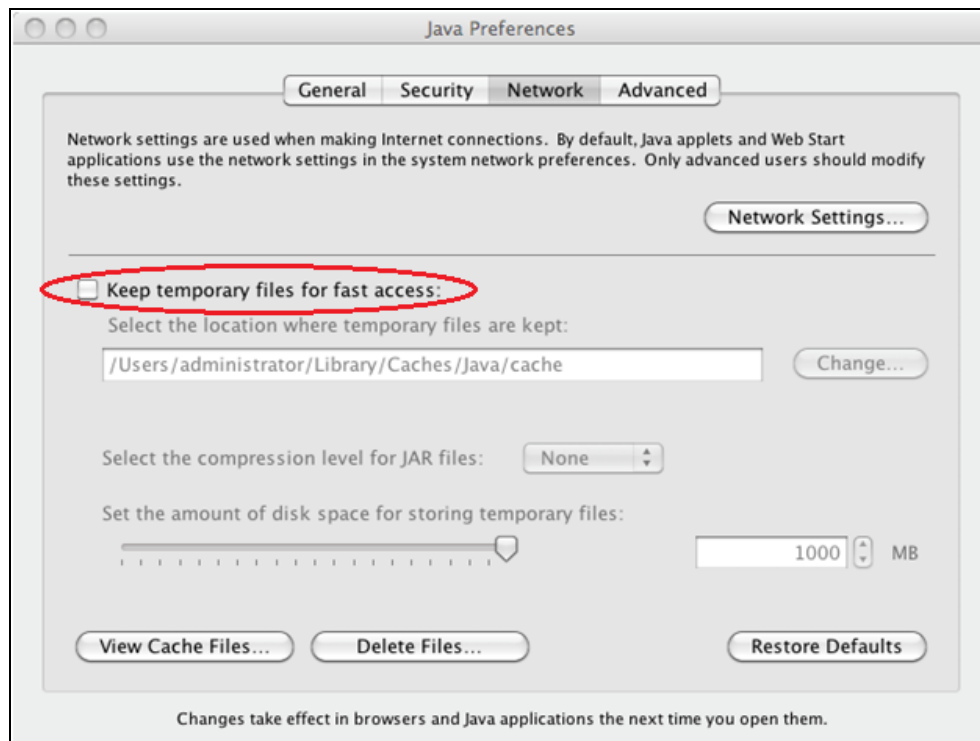 Java Preferences
General Security Network Advanced
Network settings are used when making Internet connections. By default, Java applets and Web Start
applications use the network settings in the system network preferences. Only advanced users should modify
these settings.
Network Settings...
Keep temporary files for fast access:
Select the location where temporary files are kept:
/Users/administrator/Library/Caches/Java/cache Change...
Select the compression level for JAR files: None
Set the amount of disk space for storing temporary files:
1000 MB
View Cache Files... Delete Files... Restore Defaults
Changes take effect in browsers and Java applications the next time you open them.